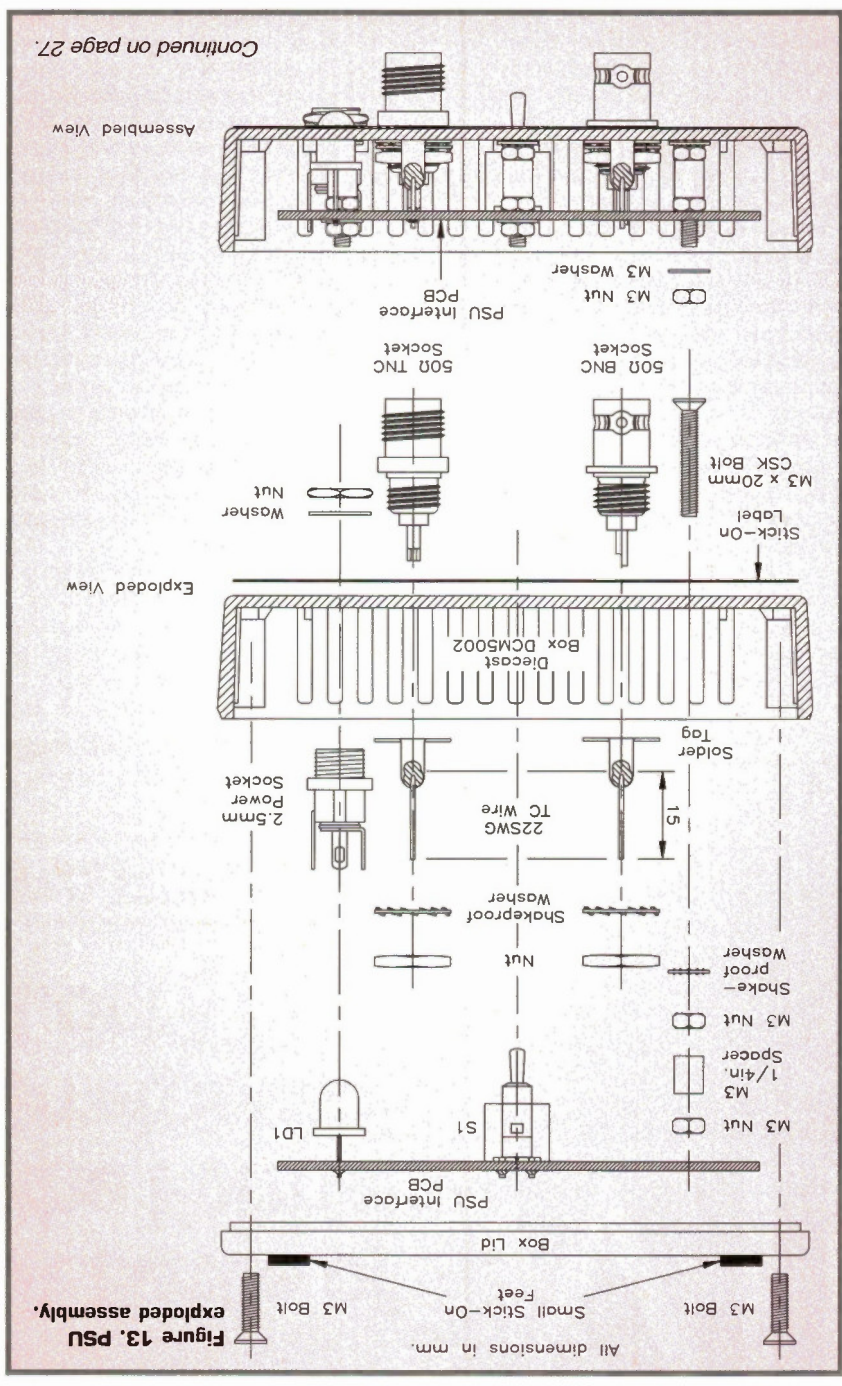 Figure 13. PSU
exploded assembly.
All dimensions in mm.
M3 Bolt
Small Stick-On
Feet
M3 Bolt
Box Lid
PSU Interface
PCB
LD1
S1
M3 Nut
M3
1/4in.
Spacer
M3 Nut
Shake-
proof
Washer
Nut
Shakeproof
Washer
2.5mm
Power
Socket
22SWG
TC Wire
15
Solder
Tag
Diecast
Box DCM5002
Exploded View
Stick-On
Label
Washer
Nut
M3 x 20mm
CSK Bolt
50Ω TNC
Socket
50Ω BNC
Socket
PSU Interface
PCB
M3 Nut
M3 Washer
Assembled View
Continued on page 27.